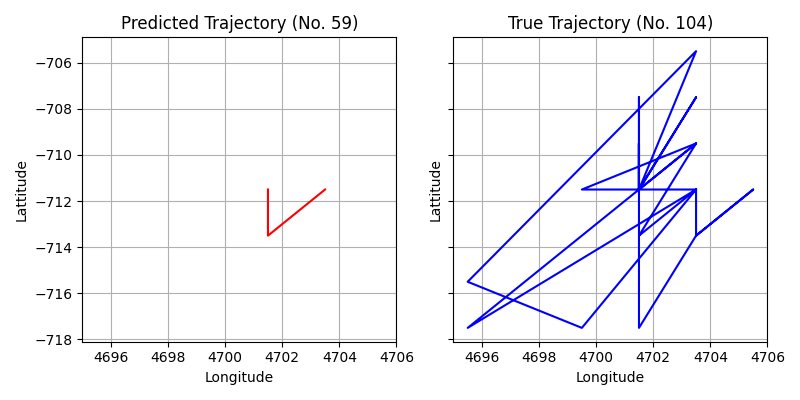 Predicted Trajectory (No. 59)
True Trajectory (No. 104)
−706
−708
−710
−712
−714
−716
−718
Lattitude
Lattitude
4696 4698 4700 4702 4704 4706
4696 4698 4700 4702 4704 4706
Longitude
Longitude